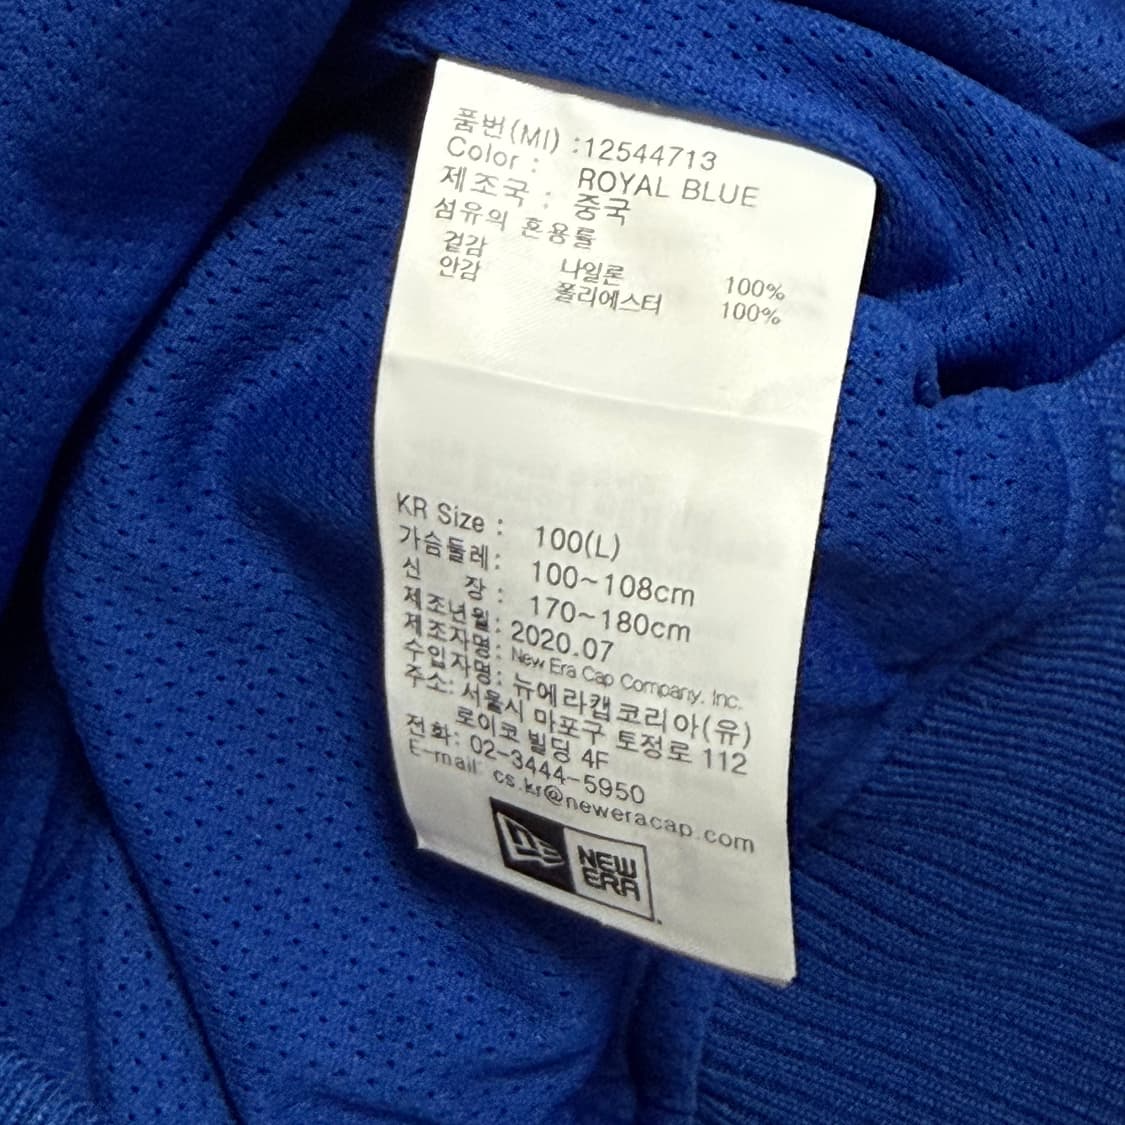 품번(MI) :12544713
Color : ROYAL BLUE
제조국 : 중국
섬유의 혼용률
겉감 나일론 100%
안감 폴리에스터 100%
KR Size : 100(L)
가슴둘레: 100~108cm
신 장 : 170~180cm
제조년월: 2020.07
제조자명: New Era Cap Company. Inc.
수입자명: 뉴에라캡코리아(유)
주소: 서울시 마포구 토정로 112
로이코 빌딩 4F
전화: 02-3444-5950
E-mail: cs.kr@neweracap.com
NE NEW
ERA